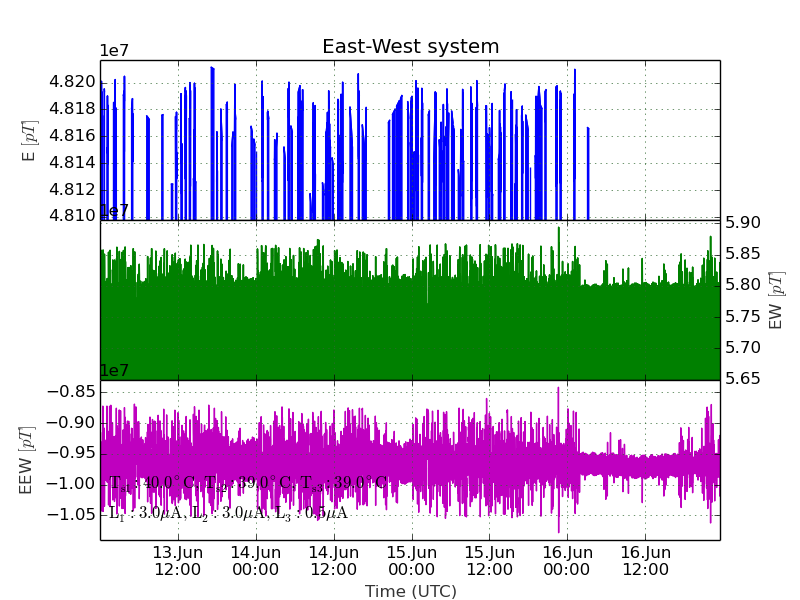 East-West system
1e7
4.820
4.818
4.816
4.814
4.812
4.810
E [pT]
1e7
5.90
5.85
5.80
5.75
5.70
5.65
EW [pT]
1e7
−0.85
−0.90
−0.95
−1.00
−1.05
EEW [pT]
: 40.0°C, : 39.0°C, : 39.0°C
L₁ : 3.0μA, L₂ : 3.0μA, L₃ : 0.5μA
13.Jun 14.Jun 14.Jun 15.Jun 15.Jun 16.Jun 16.Jun
12:00 00:00 12:00 00:00 12:00 00:00 12:00
Time (UTC)